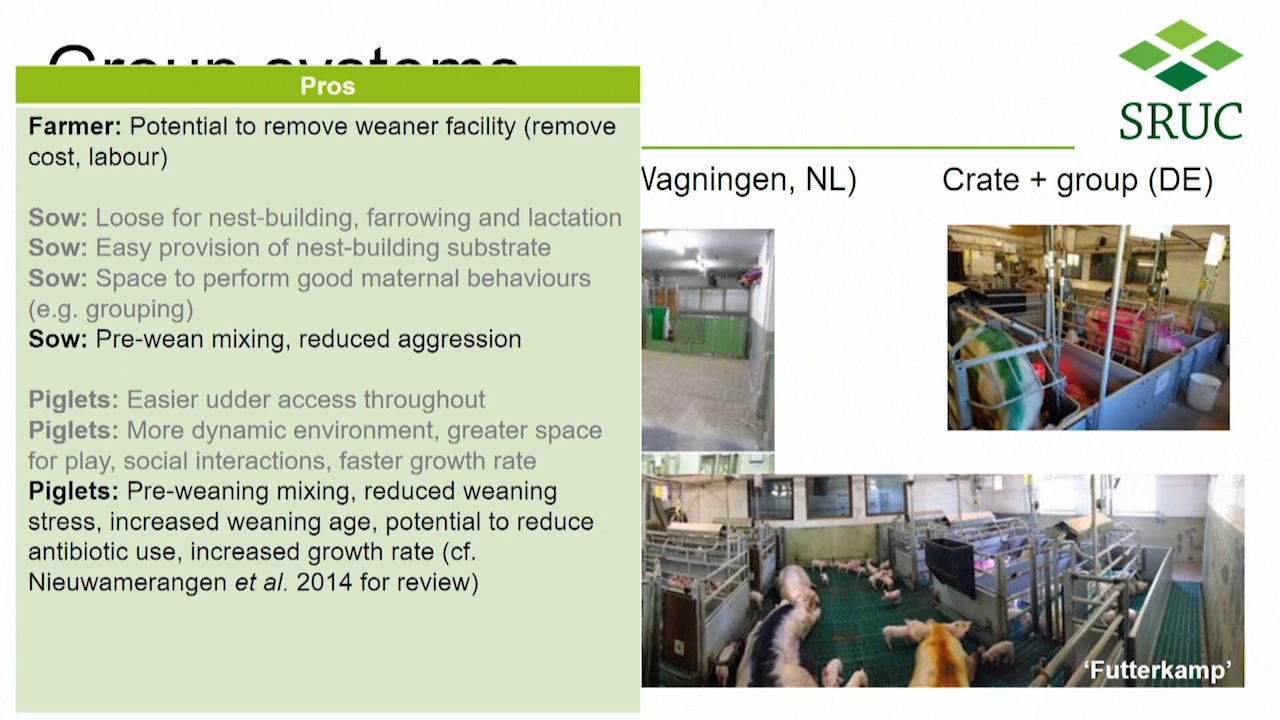 Group systems
Pros
Farmer: Potential to remove weaner facility (remove
cost, labour)
Sow: Loose for nest-building, farrowing and lactation
Sow: Easy provision of nest-building substrate
Sow: Space to perform good maternal behaviours
(e.g. grouping)
Sow: Pre-wean mixing, reduced aggression
Piglets: Easier udder access throughout
Piglets: More dynamic environment, greater space
for play, social interactions, faster growth rate
Piglets: Pre-weaning mixing, reduced weaning
stress, increased weaning age, potential to reduce
antibiotic use, increased growth rate (cf.
Nieuwamerangen et al. 2014 for review)
SRUC
Wagningen, NL)
Crate + group (DE)
‘Futterkamp’